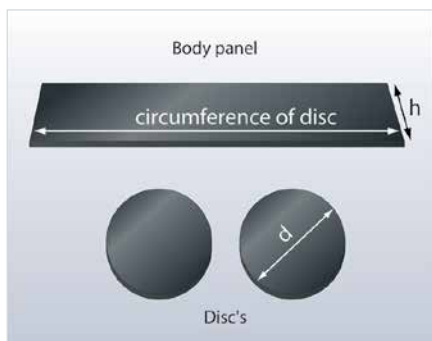 Body panel
circumference of disc
h
d
Disc's